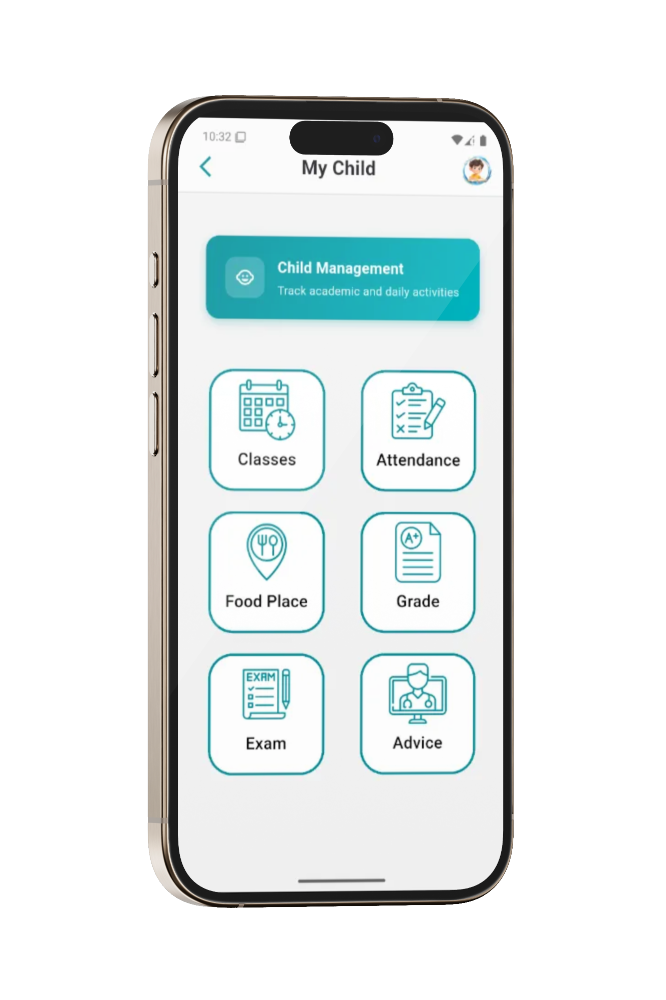 10:32
My Child
Child Management
Track academic and daily activities
Classes
Attendance
Food Place
A+
Grade
EXAM
Exam
Advice